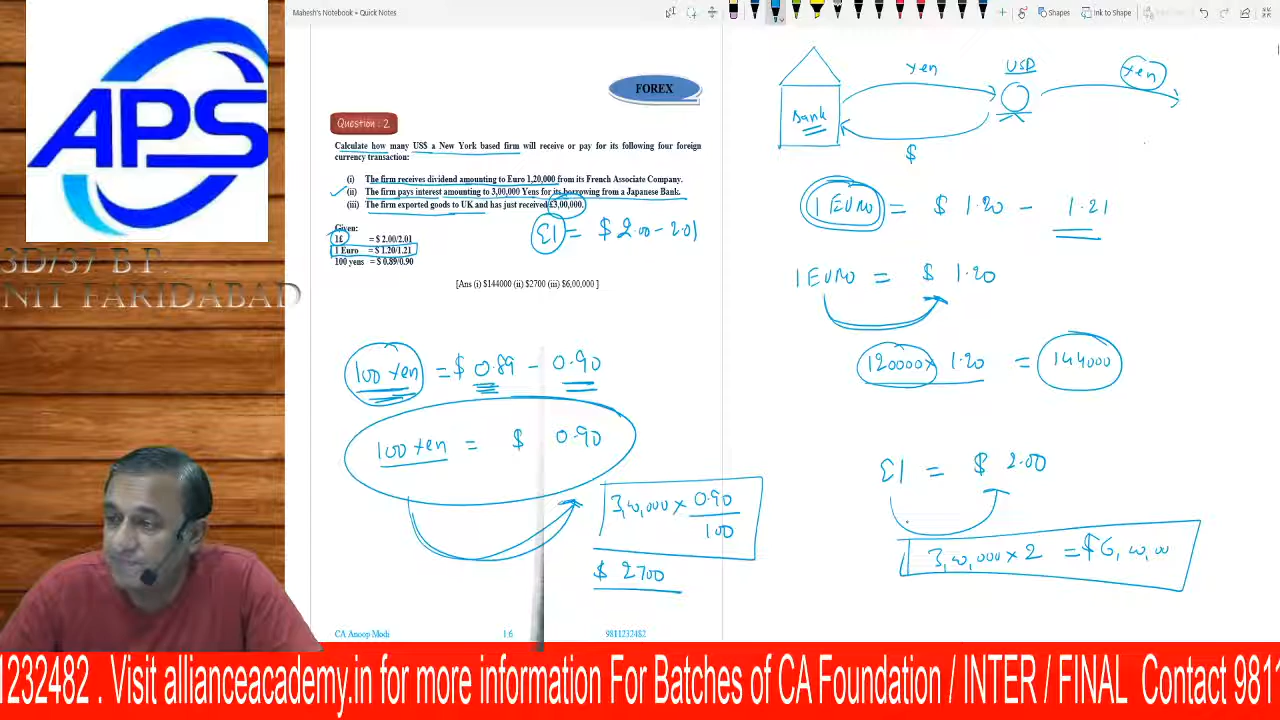 Mahesh's Notebook » Quick Notes
Shapes
Ink to Shape
APS
3D/37 B.P.
NIT FARIDABAD
FOREX
Question : 2
Calculate how many US$ a New York based firm will receive or pay for its following four foreign
currency transaction:
(i) The firm receives dividend amounting to Euro 1,20,000 from its French Associate Company.
(ii) The firm pays interest amounting to 3,00,000 Yens for its borrowing from a Japanese Bank.
(iii) The firm exported goods to UK and has just received £3,00,000.
Given:
1£ = $ 2.00/2.01
1 Euro = $ 1.20/1.21
100 yens = $ 0.89/0.90
£1 = $ 2.00 - 2.01
[Ans (i) $144000 (ii) $2700 (iii) $6,00,000 ]
100 Yen = $ 0.89 - 0.90
100 Yen = $ 0.90
3,00,000 × 0.90
100
$ 2700
CA Anoop Modi 1.6 9811232482
Yen USD Yen
Bank
$
1 EURO = $ 1.20 - 1.21
1 EURO = $ 1.20
120000 × 1.20 = 144000
£1 = $ 2.00
3,00,000 × 2 = $6,00,00
1232482 . Visit allianceacademy.in for more information For Batches of CA Foundation / INTER / FINAL Contact 981